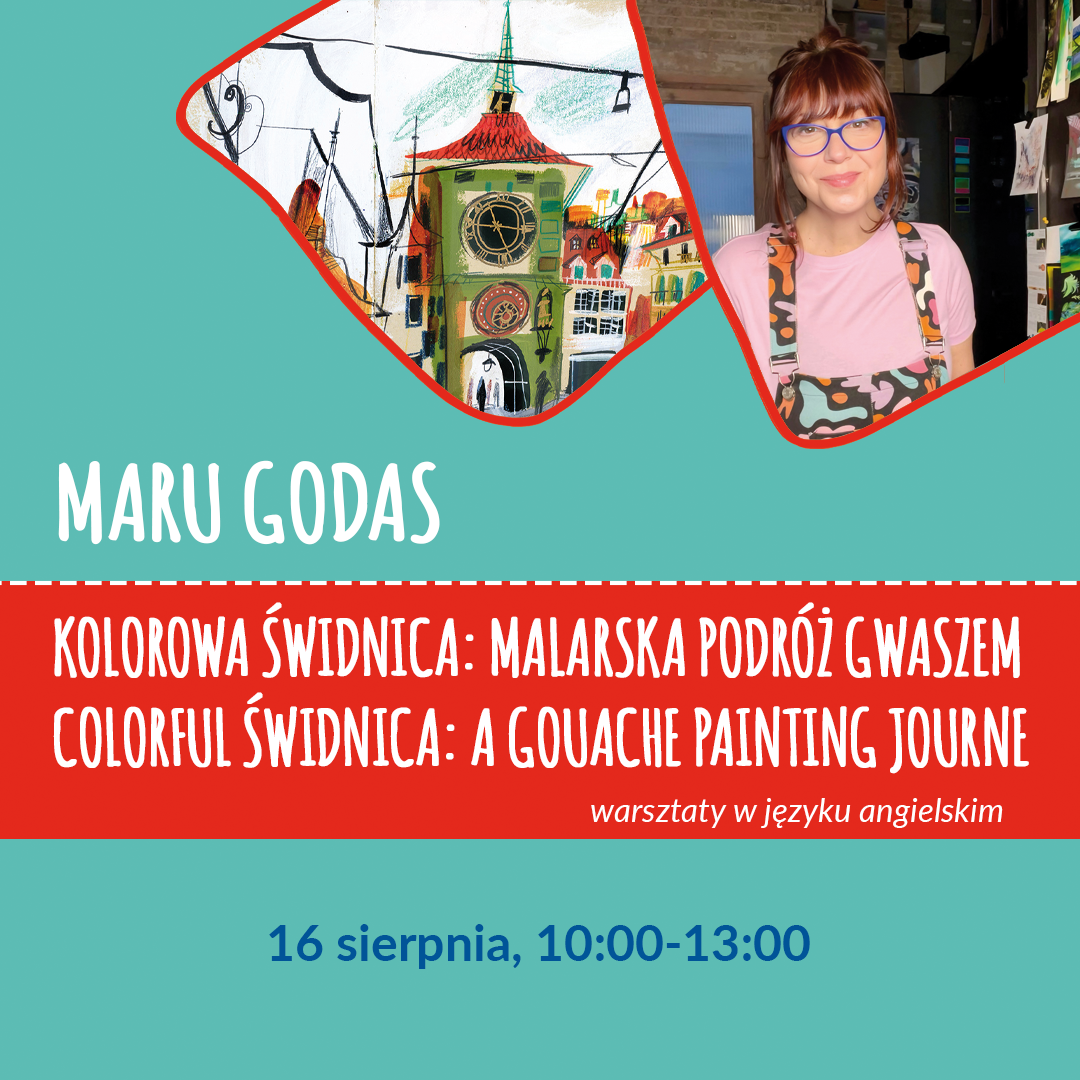 MARU GODAS
KOLOROWA ŚWIDNICA: MALARSKA PODRÓŻ GWASZEM
COLORFUL ŚWIDNICA: A GOUACHE PAINTING JOURNE
warsztaty w języku angielskim
16 sierpnia, 10:00-13:00